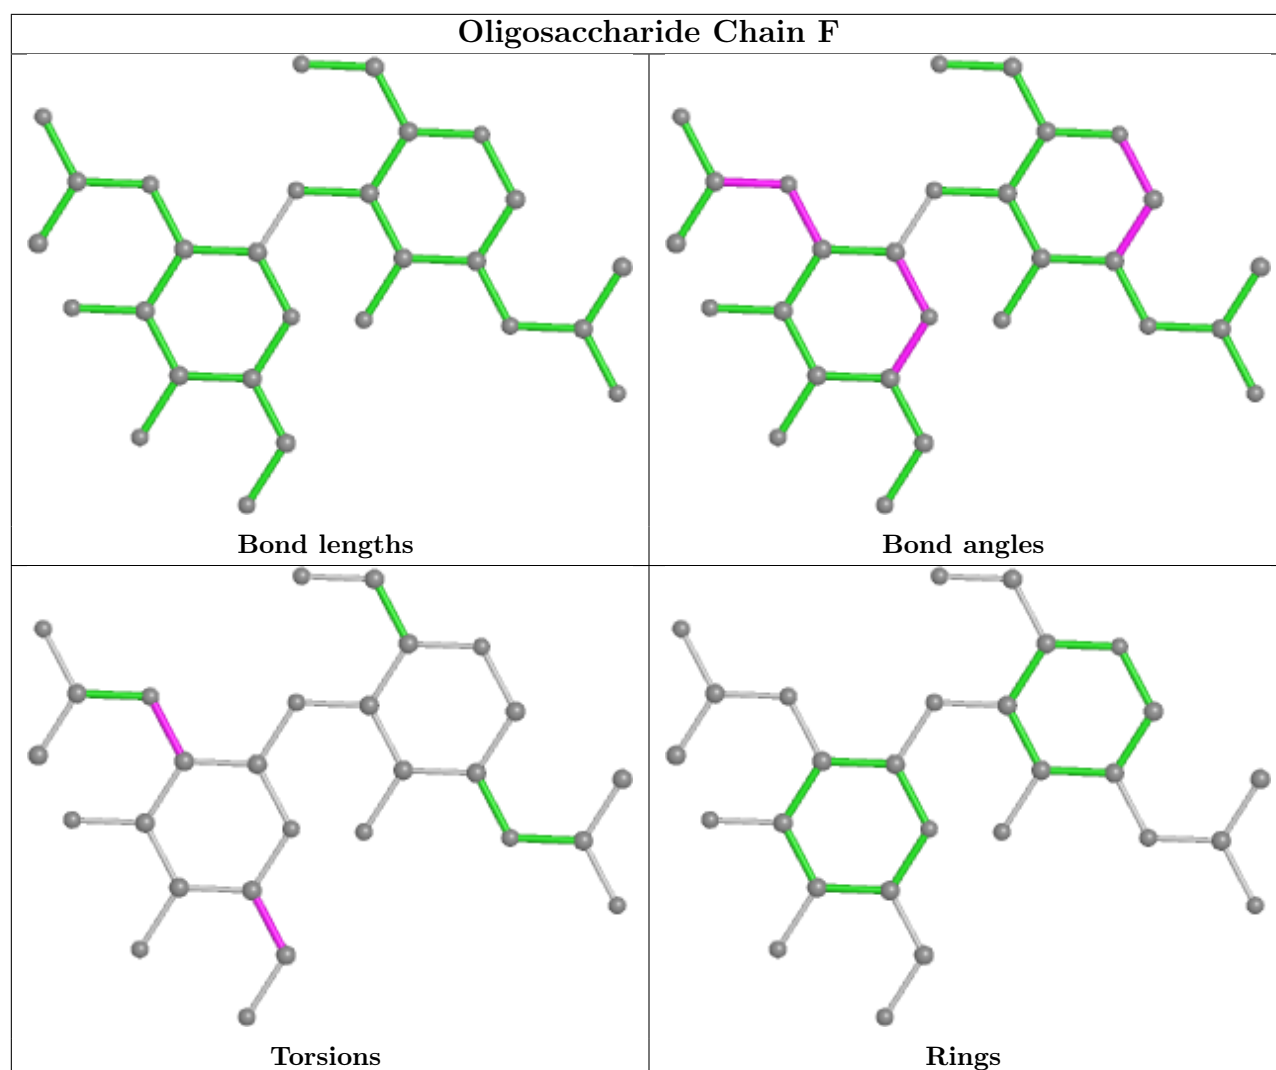 Oligosaccharide Chain F
Bond lengths
Bond angles
Torsions
Rings